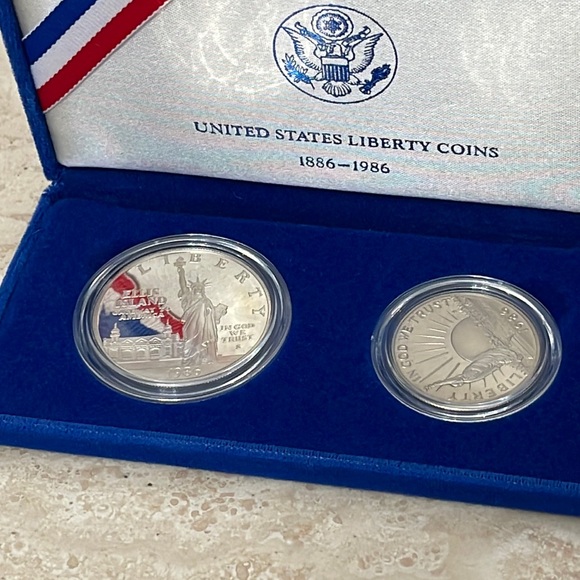 UNITED STATES LIBERTY COINS
1886–1986
LIBERTY
ELLIS
ISLAND
IN GOD
WE
TRUST
S
1986
IN GOD WE TRUST
LIBERTY